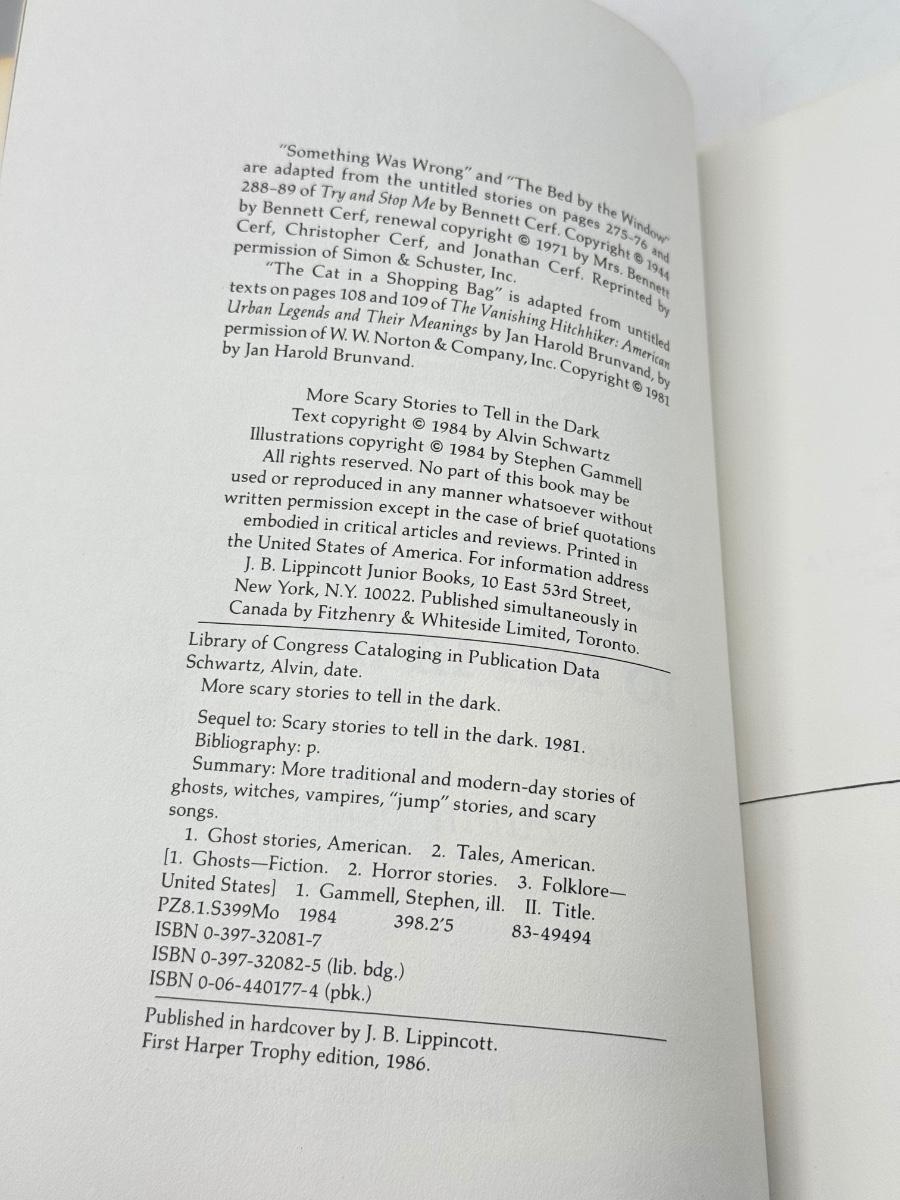 "Something Was Wrong" and "The Bed by the Window"
are adapted from the untitled stories on pages 275–76 and
288–89 of Try and Stop Me by Bennett Cerf. Copyright © 1944
by Bennett Cerf, renewal copyright © 1971 by Mrs. Bennett
Cerf, Christopher Cerf, and Jonathan Cerf. Reprinted by
permission of Simon & Schuster, Inc.
"The Cat in a Shopping Bag" is adapted from untitled
texts on pages 108 and 109 of The Vanishing Hitchhiker: American
Urban Legends and Their Meanings by Jan Harold Brunvand, by
permission of W. W. Norton & Company, Inc. Copyright © 1981
by Jan Harold Brunvand.
More Scary Stories to Tell in the Dark
Text copyright © 1984 by Alvin Schwartz
Illustrations copyright © 1984 by Stephen Gammell
All rights reserved. No part of this book may be
used or reproduced in any manner whatsoever without
written permission except in the case of brief quotations
embodied in critical articles and reviews. Printed in
the United States of America. For information address
J. B. Lippincott Junior Books, 10 East 53rd Street,
New York, N.Y. 10022. Published simultaneously in
Canada by Fitzhenry & Whiteside Limited, Toronto.
Library of Congress Cataloging in Publication Data
Schwartz, Alvin, date.
More scary stories to tell in the dark.
Sequel to: Scary stories to tell in the dark. 1981.
Bibliography: p.
Summary: More traditional and modern-day stories of
ghosts, witches, vampires, "jump" stories, and scary
songs.
1. Ghost stories, American. 2. Tales, American.
[1. Ghosts—Fiction. 2. Horror stories. 3. Folklore—
United States] 1. Gammell, Stephen, ill. II. Title.
PZ8.1.S399Mo 1984 398.2'5 83-49494
ISBN 0-397-32081-7
ISBN 0-397-32082-5 (lib. bdg.)
ISBN 0-06-440177-4 (pbk.)
Published in hardcover by J. B. Lippincott.
First Harper Trophy edition, 1986.